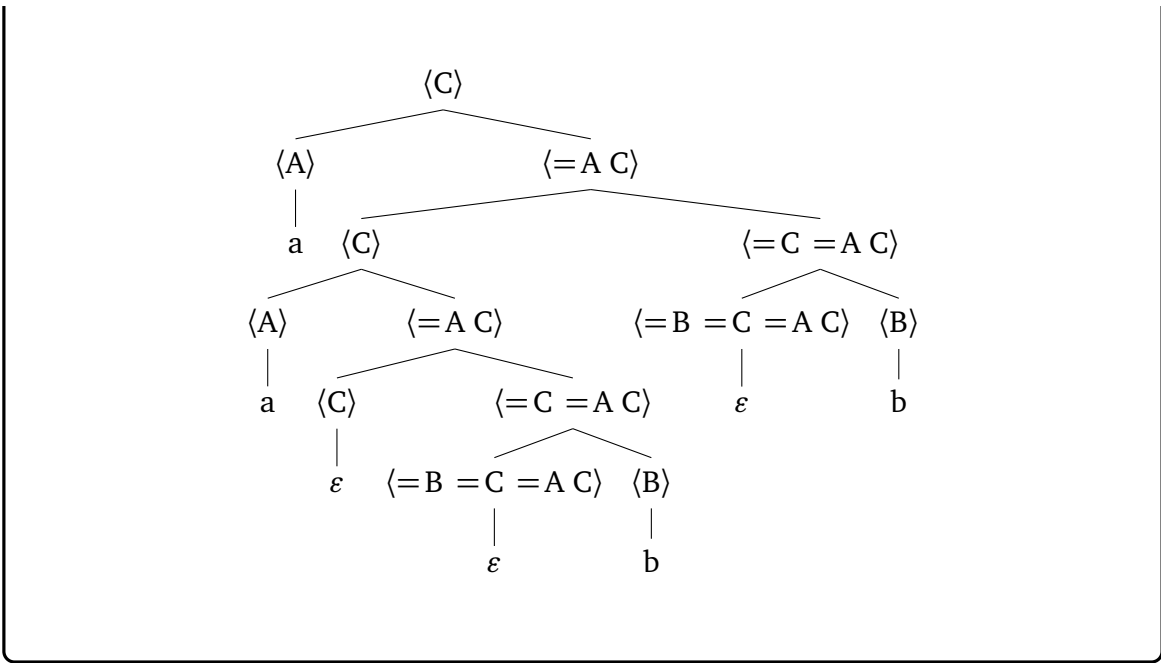 ⟨C⟩
⟨A⟩ ⟨=A C⟩
a ⟨C⟩ ⟨=C =A C⟩
⟨A⟩ ⟨=A C⟩ ⟨=B =C =A C⟩ ⟨B⟩
a ⟨C⟩ ⟨=C =A C⟩ ε b
ε ⟨=B =C =A C⟩ ⟨B⟩
ε b